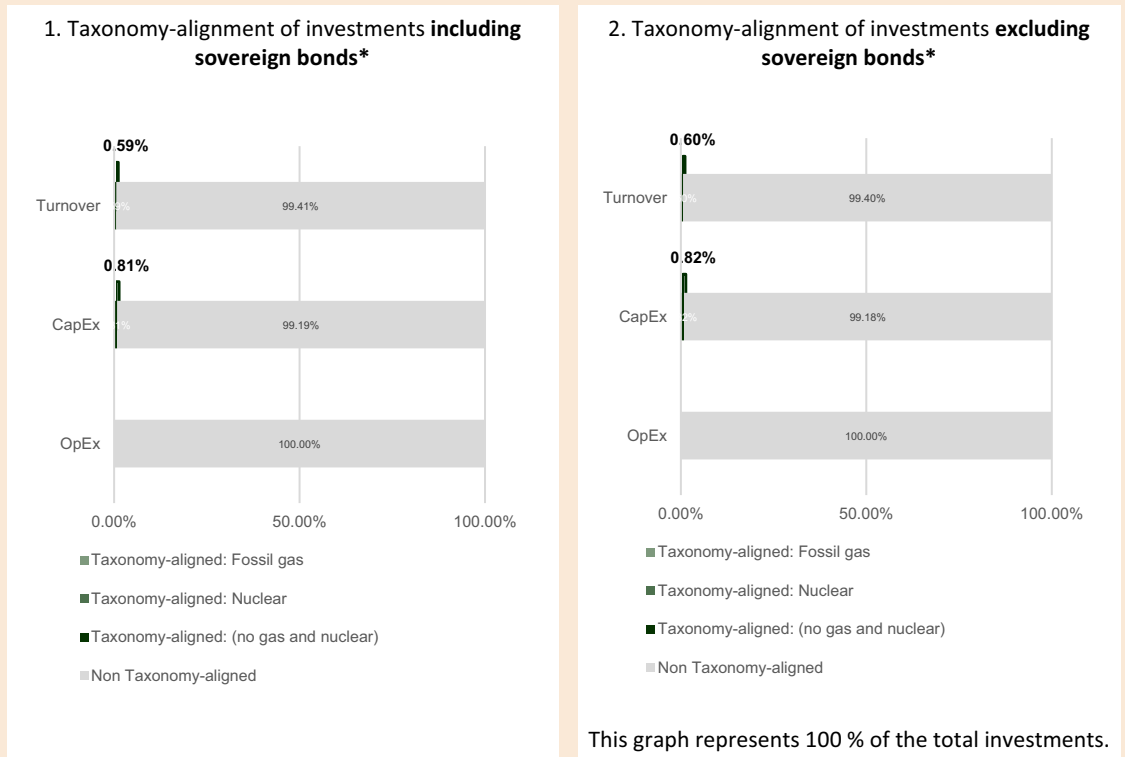 1. Taxonomy-alignment of investments including
sovereign bonds*
0.59%
Turnover
9%
99.41%
0.81%
CapEx
1%
99.19%
OpEx
100.00%
0.00%
50.00%
100.00%
Taxonomy-aligned: Fossil gas
Taxonomy-aligned: Nuclear
Taxonomy-aligned: (no gas and nuclear)
Non Taxonomy-aligned
2. Taxonomy-alignment of investments excluding
sovereign bonds*
0.60%
Turnover
0%
99.40%
0.82%
CapEx
2%
99.18%
OpEx
100.00%
0.00%
50.00%
100.00%
Taxonomy-aligned: Fossil gas
Taxonomy-aligned: Nuclear
Taxonomy-aligned: (no gas and nuclear)
Non Taxonomy-aligned
This graph represents 100 % of the total investments.